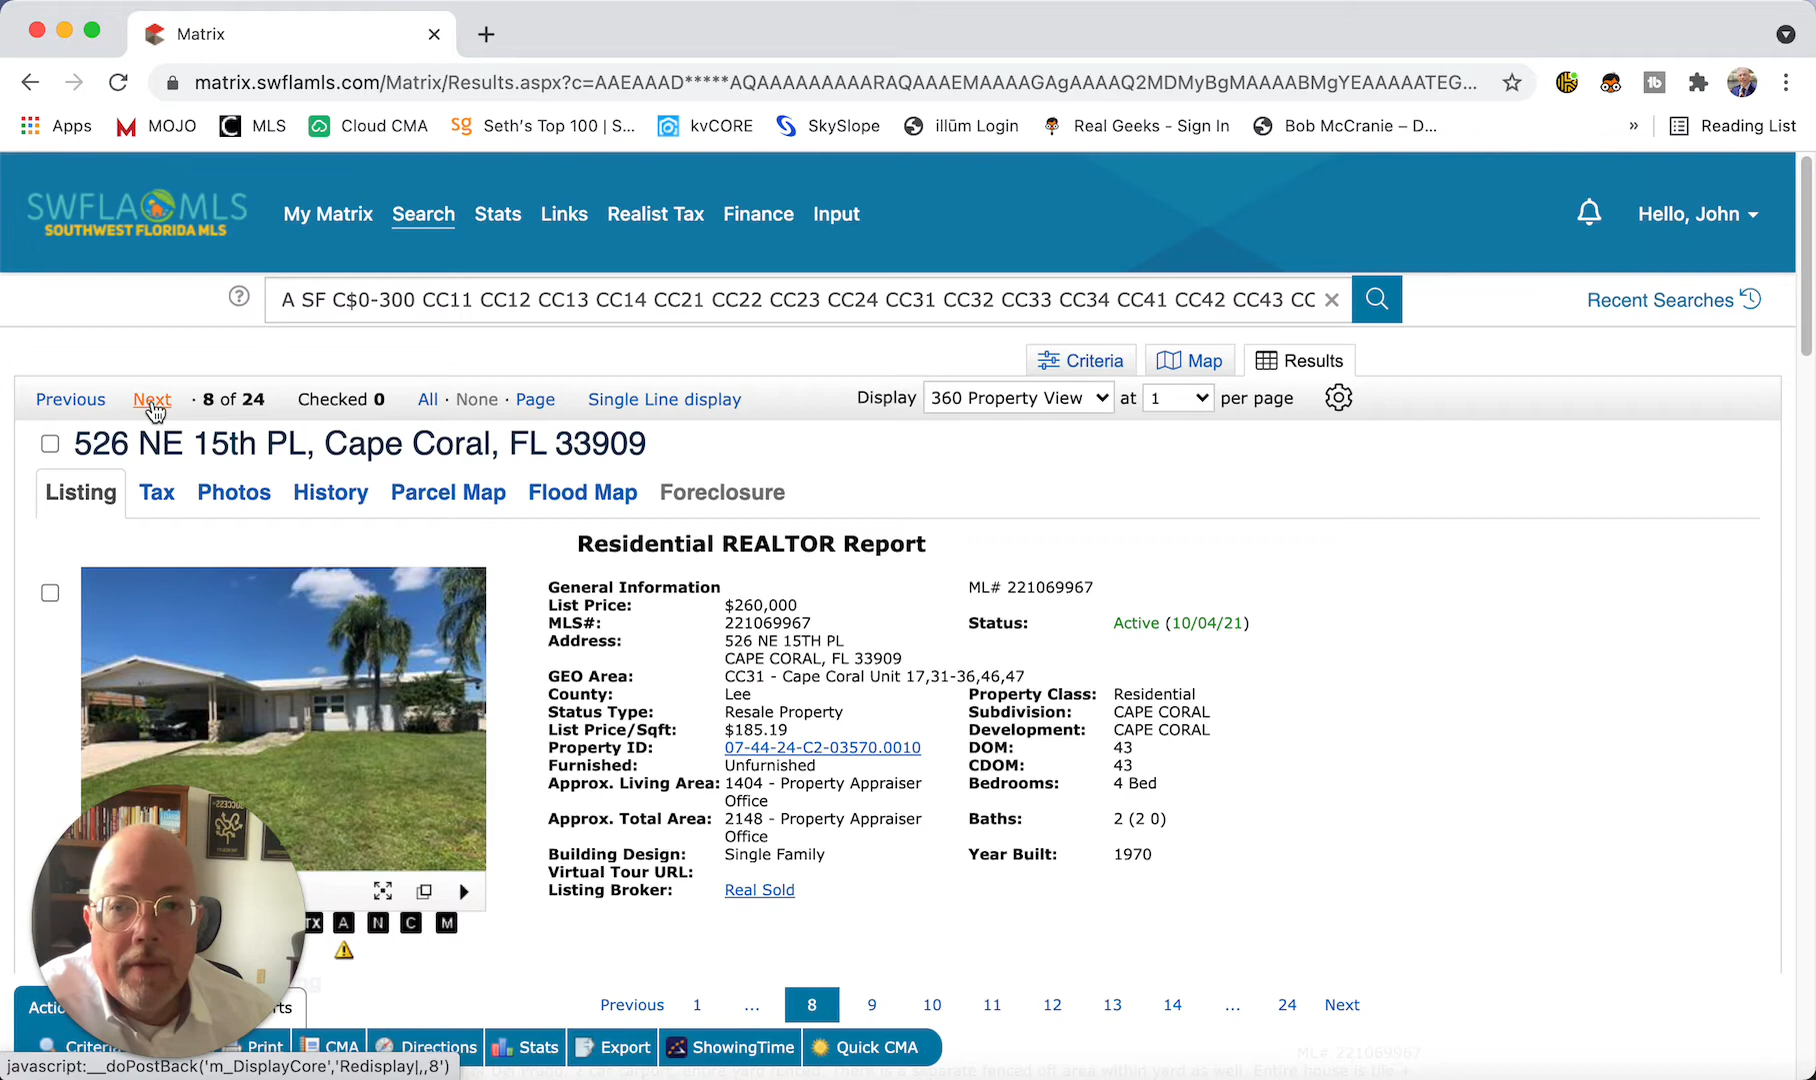 Matrix
matrix.swflamls.com/Matrix/Results.aspx?c=AAEAAAD*****AQAAAAAAAAARAQAAAEMAAAAGAgAAAAQ2MDMyBgMAAAABMgYEAAAAATEG...
Apps MOJO MLS Cloud CMA Seth's Top 100 | S... kvCORE SkySlope illūm Login Real Geeks - Sign In Bob McCranie – D... » Reading List
SWFLA MLS
SOUTHWEST FLORIDA MLS
My Matrix Search Stats Links Realist Tax Finance Input Hello, John
A SF C$0-300 CC11 CC12 CC13 CC14 CC21 CC22 CC23 CC24 CC31 CC32 CC33 CC34 CC41 CC42 CC43 CC
Recent Searches
Criteria Map Results
Previous Next · 8 of 24 Checked 0 All · None · Page Single Line display Display 360 Property View at 1 per page
526 NE 15th PL, Cape Coral, FL 33909
Listing Tax Photos History Parcel Map Flood Map Foreclosure
Residential REALTOR Report
General Information ML# 221069967
List Price: $260,000
MLS#: 221069967 Status: Active (10/04/21)
Address: 526 NE 15TH PL
CAPE CORAL, FL 33909
GEO Area: CC31 - Cape Coral Unit 17,31-36,46,47
County: Lee Property Class: Residential
Status Type: Resale Property Subdivision: CAPE CORAL
List Price/Sqft: $185.19 Development: CAPE CORAL
Property ID: 07-44-24-C2-03570.0010 DOM: 43
Furnished: Unfurnished CDOM: 43
Approx. Living Area: 1404 - Property Appraiser Bedrooms: 4 Bed
Office
Approx. Total Area: 2148 - Property Appraiser Baths: 2 (2 0)
Office
Building Design: Single Family Year Built: 1970
Virtual Tour URL:
Listing Broker: Real Sold
TX A N C M
Previous 1 ... 8 9 10 11 12 13 14 ... 24 Next
Criteri Print CMA Directions Stats Export ShowingTime Quick CMA
ML# 221069967
javascript:__doPostBack('m_DisplayCore','Redisplay|,,8')